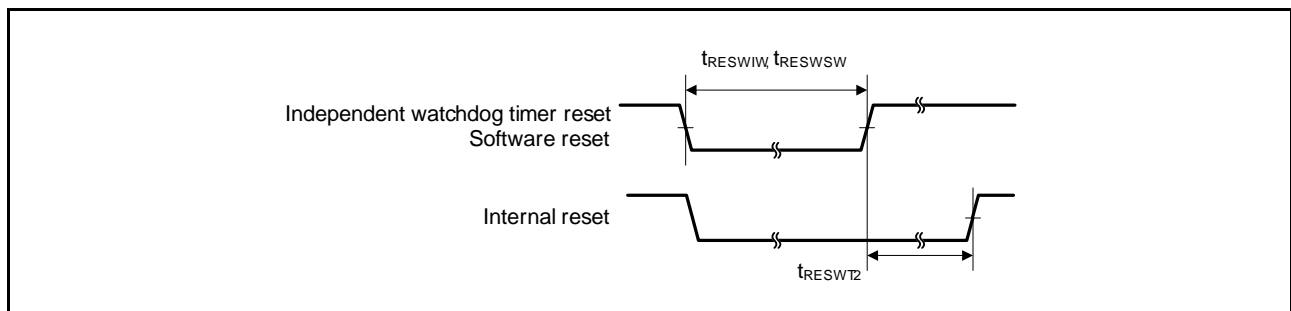 tRESWIW, tRESWSW
Independent watchdog timer reset
Software reset
Internal reset
tRESWT2